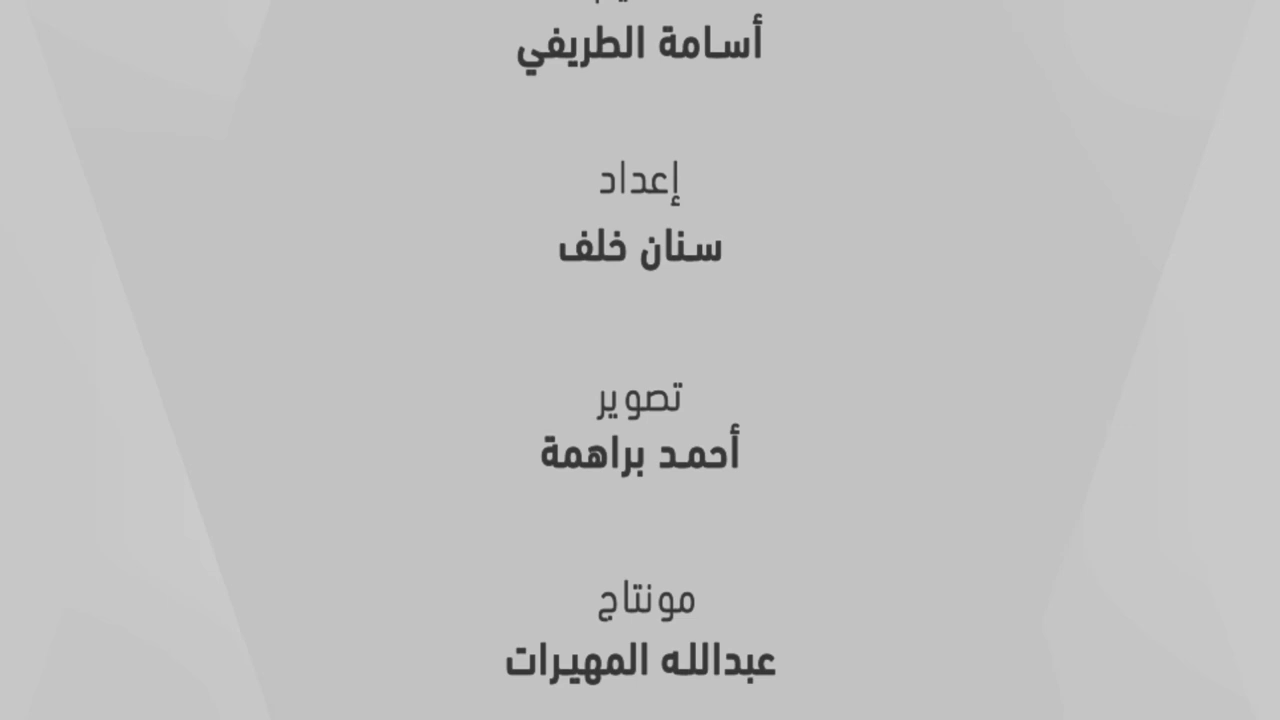 أسامة الطريفي
إعداد
سنان خلف
تصوير
أحمد براهمة
مونتاج
عبدالله المهيرات